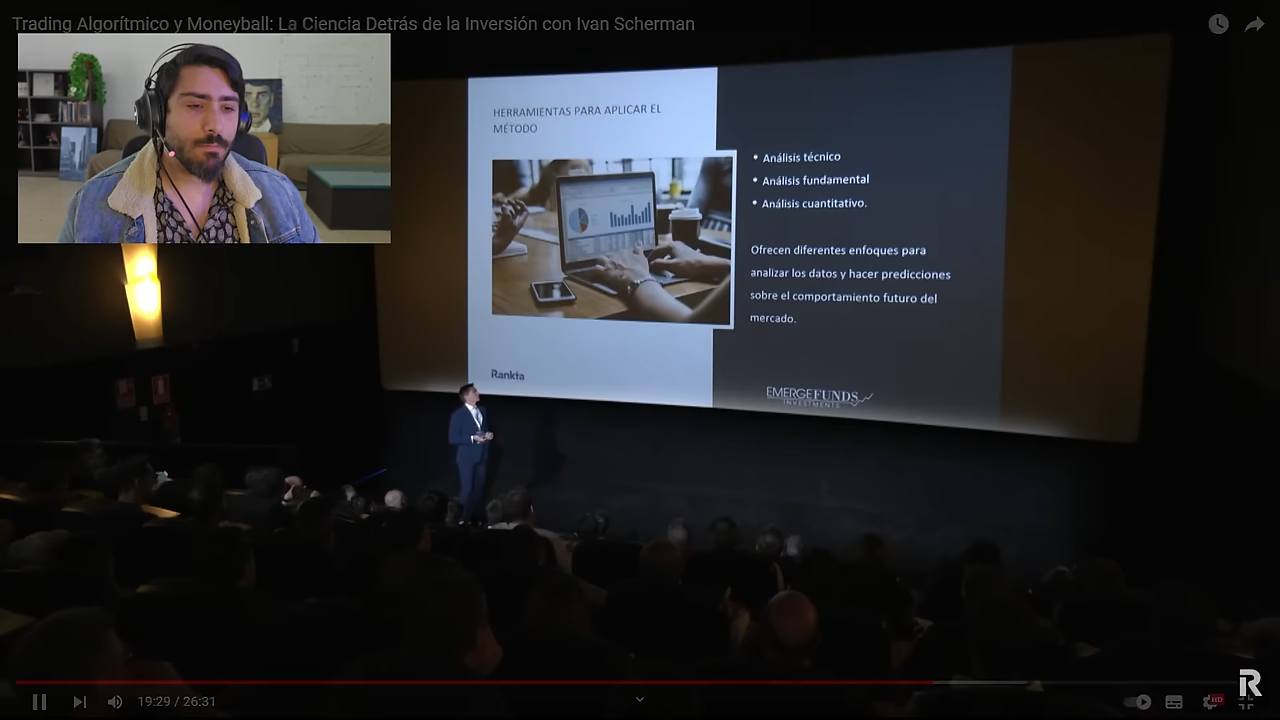 Trading Algorítmico y Moneyball: La Ciencia Detrás de la Inversión con Ivan Scherman
HERRAMIENTAS PARA APLICAR EL
MÉTODO
• Análisis técnico
• Análisis fundamental
• Análisis cuantitativo.
Ofrecen diferentes enfoques para
analizar los datos y hacer predicciones
sobre el comportamiento futuro del
mercado.
Rankia
EMERGEFUNDS
INVESTMENTS
19:29 / 26:31
HD
R